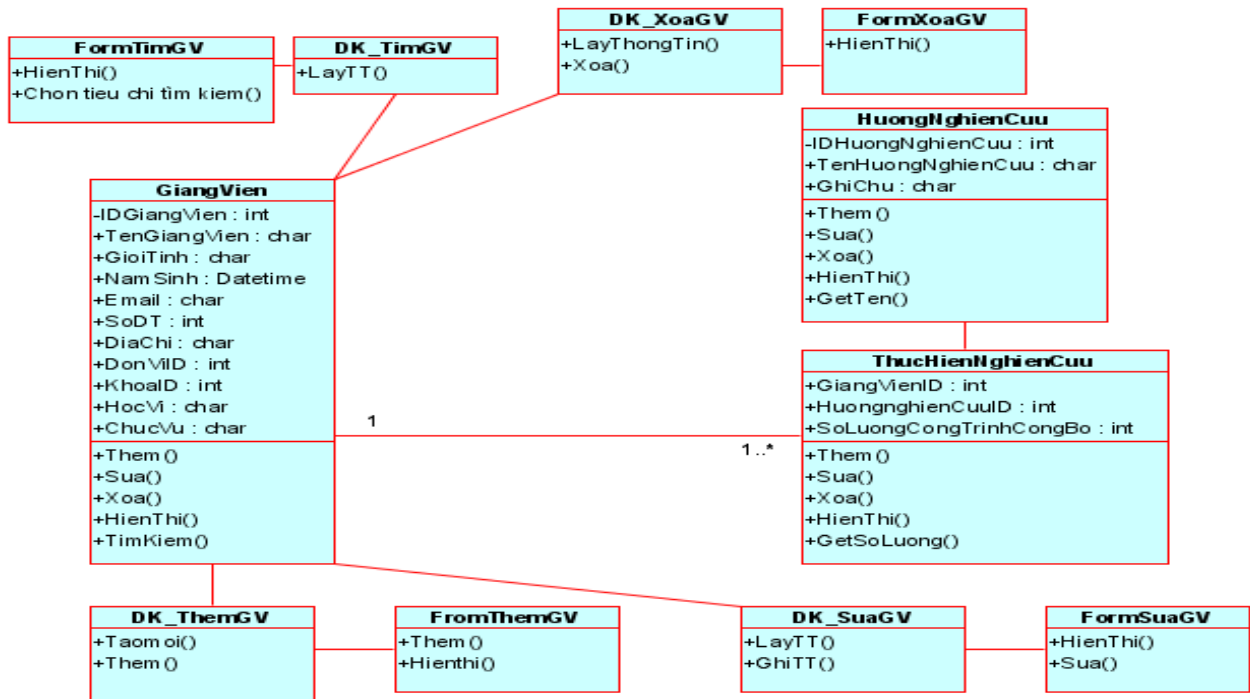 FormTimGV
+HienThi()
+Chon tieu chi tìm kiem()
DK_TimGV
+LayTT()
DK_XoaGV
+LayThongTin()
+Xoa()
FormXoaGV
+HienThi()
HuongNghienCuu
-IDHuongNghienCuu : int
+TenHuongNghienCuu : char
+GhiChu : char
+Them()
+Sua()
+Xoa()
+HienThi()
+GetTen()
GiangVien
-IDGiangVien : int
+TenGiangVien : char
+GioiTinh : char
+NamSinh : Datetime
+Email : char
+SoDT : int
+DiaChi : char
+DonViID : int
+KhoaID : int
+HocVi : char
+ChucVu : char
+Them()
+Sua()
+Xoa()
+HienThi()
+TimKiem()
1
1..*
ThucHienNghienCuu
+GiangVienID : int
+HuongnghienCuuID : int
+SoLuongCongTrinhCongBo : int
+Them()
+Sua()
+Xoa()
+HienThi()
+GetSoLuong()
DK_ThemGV
+Taomoi()
+Them()
FromThemGV
+Them()
+Hienthi()
DK_SuaGV
+LayTT()
+GhiTT()
FormSuaGV
+HienThi()
+Sua()